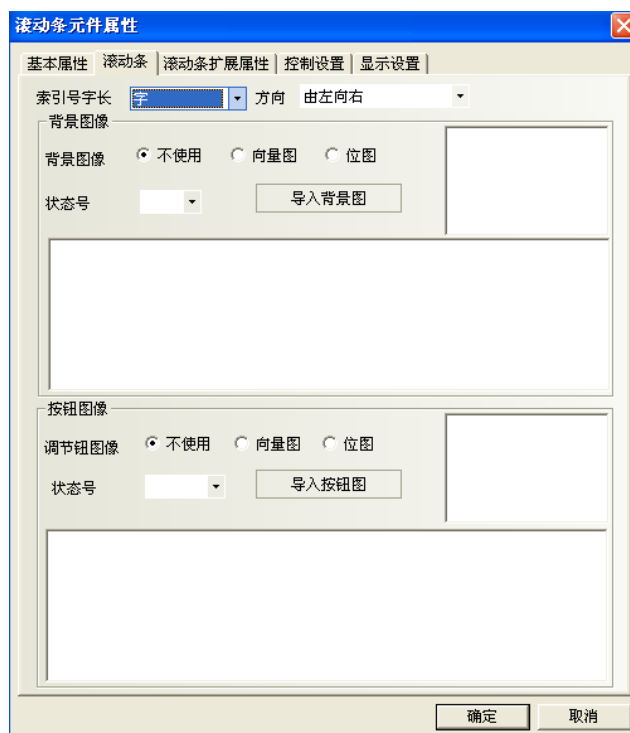 滚动条元件属性
基本属性 滚动条 滚动条扩展属性 控制设置 显示设置
索引号字长 字 方向 由左向右
背景图像
背景图像 不使用 向量图 位图
状态号 导入背景图
按钮图像
调节钮图像 不使用 向量图 位图
状态号 导入按钮图
确定 取消